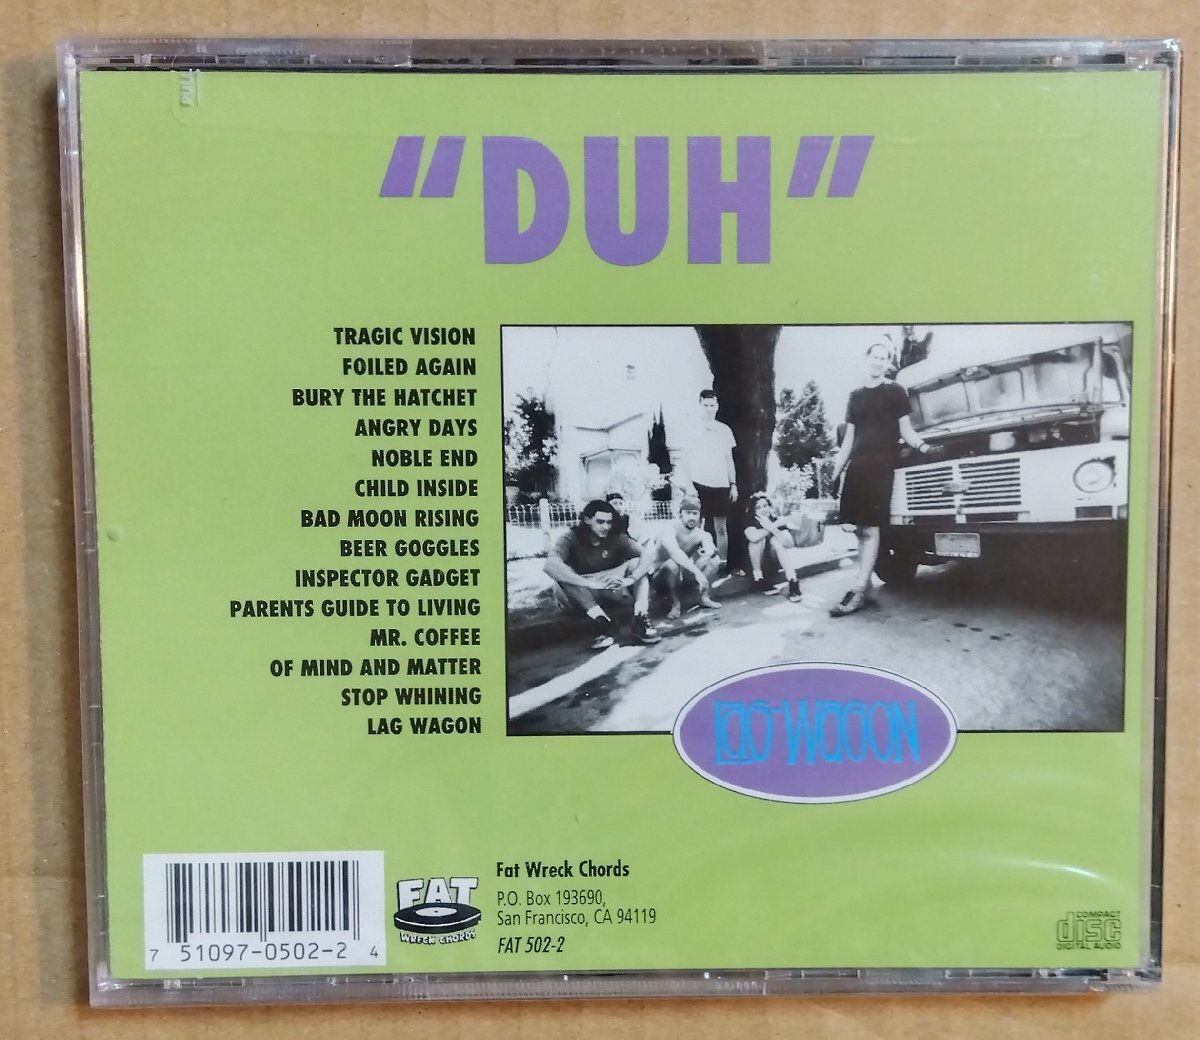 "DUH"
TRAGIC VISION
FOILED AGAIN
BURY THE HATCHET
ANGRY DAYS
NOBLE END
CHILD INSIDE
BAD MOON RISING
BEER GOGGLES
INSPECTOR GADGET
PARENTS GUIDE TO LIVING
MR. COFFEE
OF MIND AND MATTER
STOP WHINING
LAG WAGON
LAG WAGON
7 51097-0502-2 4
FAT
WRECK CHORDS
Fat Wreck Chords
P.O. Box 193690,
San Francisco, CA 94119
FAT 502-2
COMPACT
disc
DIGITAL AUDIO